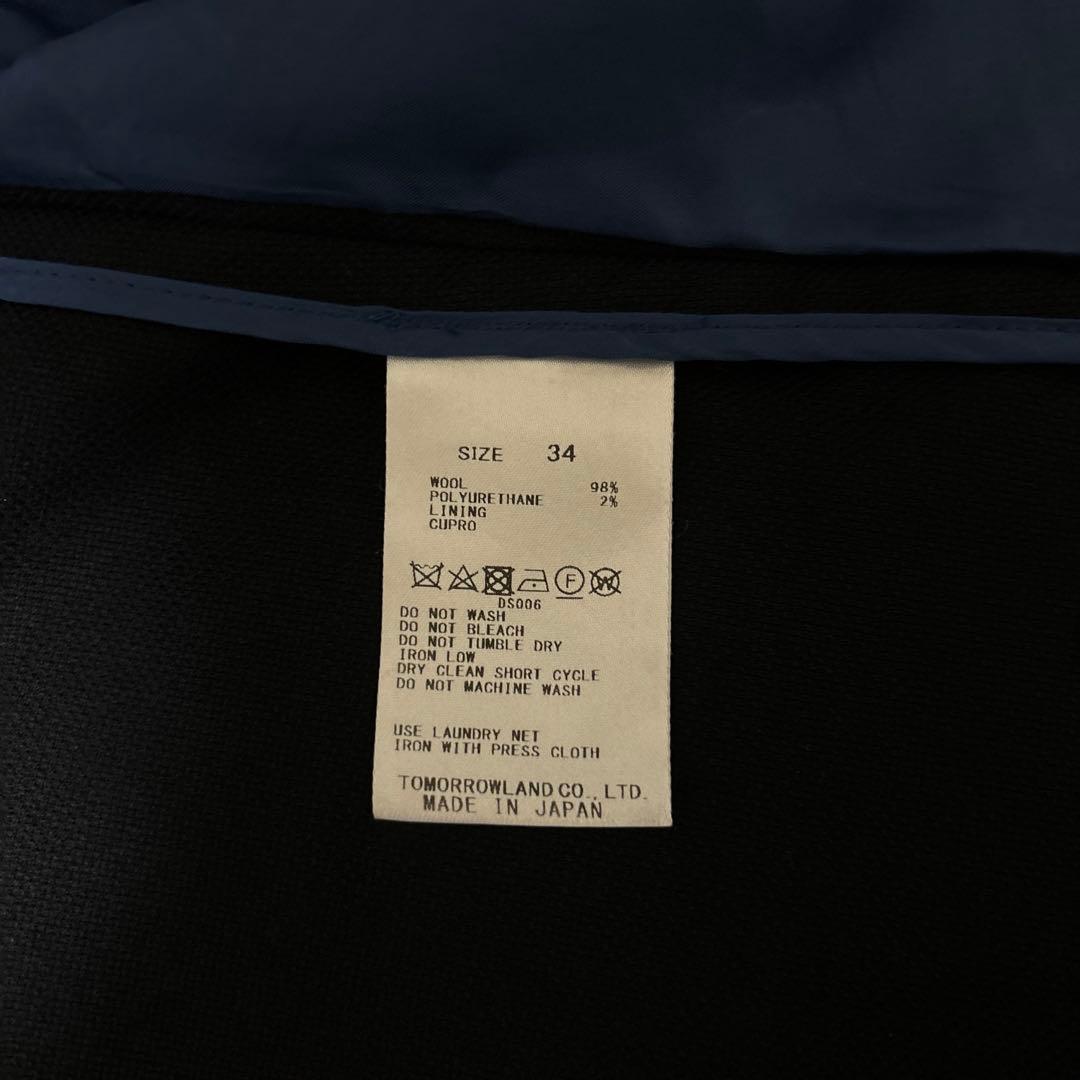 SIZE 34
WOOL 98%
POLYURETHANE 2%
LINING
CUPRO
F W
DS006
DO NOT WASH
DO NOT BLEACH
DO NOT TUMBLE DRY
IRON LOW
DRY CLEAN SHORT CYCLE
DO NOT MACHINE WASH
USE LAUNDRY NET
IRON WITH PRESS CLOTH
TOMORROWLAND CO., LTD.
MADE IN JAPAN